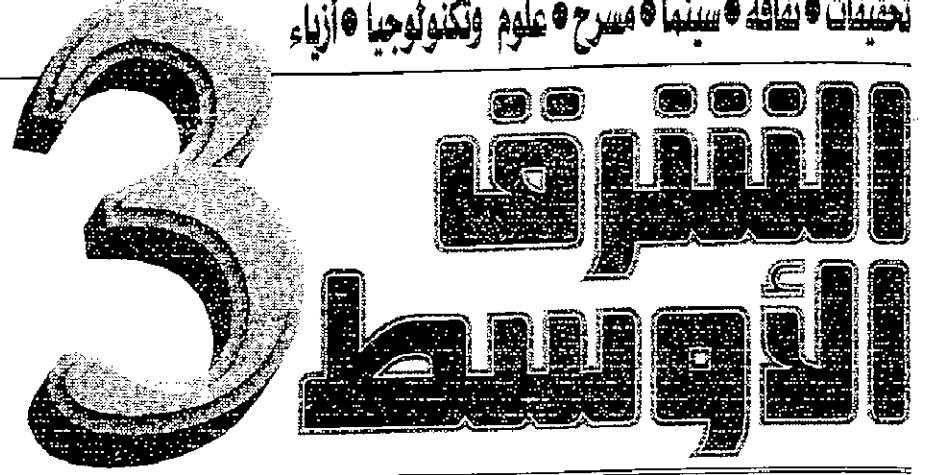 تحقيقات • ثقافة • سينما • مسرح • علوم وتكنولوجيا • أزياء
الشرق
الأوسط
3